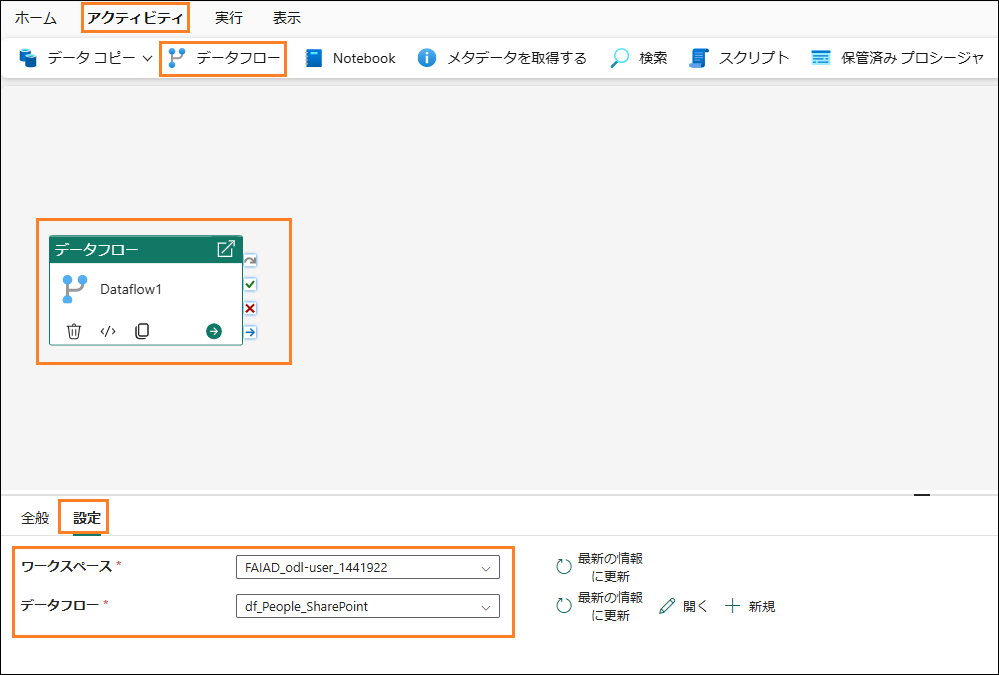 ホーム アクティビティ 実行 表示
データ コピー データフロー Notebook メタデータを取得する 検索 スクリプト 保管済み プロシージャ
データフロー
Dataflow1
全般 設定
ワークスペース * FAIAD_odl-user_1441922 最新の情報
に更新
データフロー * df_People_SharePoint 最新の情報
に更新 開く 新規